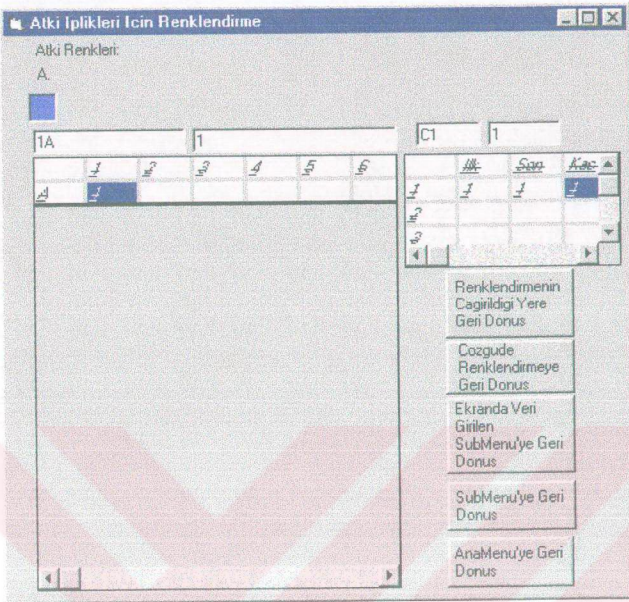 Atki Iplikleri Icin Renklendirme
Atki Renkleri:
A.
1A 1 C1 1
1 2 3 4 5 6
A 1
Ilk Son Kac
1 1 1 1
2
3
Renklendirmenin
Cagirildigi Yere
Geri Donus
Cozgude
Renklendirmeye
Geri Donus
Ekranda Veri
Girilen
SubMenu'ye Geri
Donus
SubMenu'ye Geri
Donus
AnaMenu'ye Geri
Donus